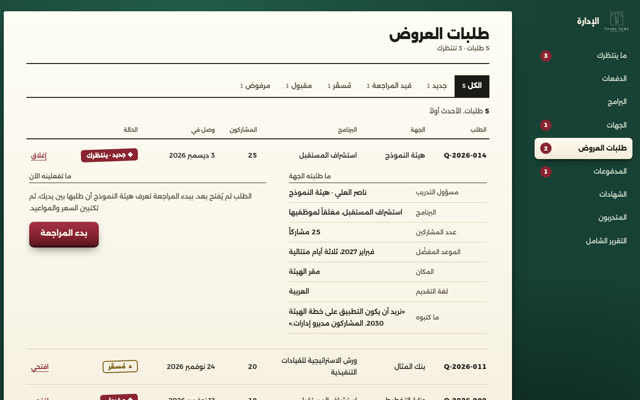 الإدارة
ما ينتظرك 3
الدفعات
البرامج
الجهات 1
طلبات العروض 2
المدفوعات 1
الشهادات
المتدربون
التقرير الشامل
طلبات العروض
5 طلبات · 3 تنتظرك
الكل 5 جديد 1 قيد المراجعة 1 مُسعَّر 1 مقبول 1 مرفوض 1
5 طلبات، الأحدث أولاً
الطلب الجهة البرنامج المشاركون وصل في الحالة
Q-2026-014 هيئة النموذج استشراف المستقبل 25 3 ديسمبر 2026 جديد · ينتظرك إغلاق
ما طلبته الجهة
مسؤول التدريب ناصر العلي · هيئة النموذج
البرنامج استشراف المستقبل، مغلقاً لموظفيها
عدد المشاركين 25 مشاركاً
الموعد المفضّل فبراير 2027، ثلاثة أيام متتالية
المكان مقر الهيئة
لغة التقديم العربية
ما كتبوه «نريد أن يكون التطبيق على خطة الهيئة
2030. المشاركون مديرو إدارات.»
ما تفعلينه الآن
الطلب لم يُفتح بعد. ببدء المراجعة تعرف هيئة النموذج أن طلبها بين يديك، ثم
تكتبين السعر والمواعيد.
بدء المراجعة
Q-2026-011 بنك المثال ورش الاستراتيجية للقيادات
التنفيذية 20 24 نوفمبر 2026 مُسعَّر افتحي